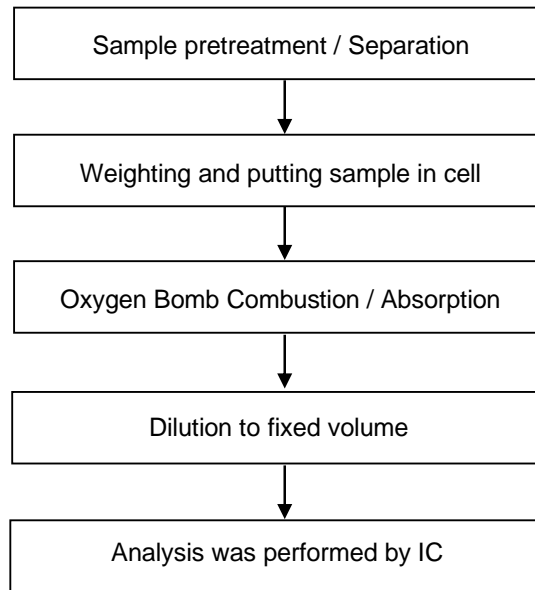 Sample pretreatment / Separation
Weighting and putting sample in cell
Oxygen Bomb Combustion / Absorption
Dilution to fixed volume
Analysis was performed by IC